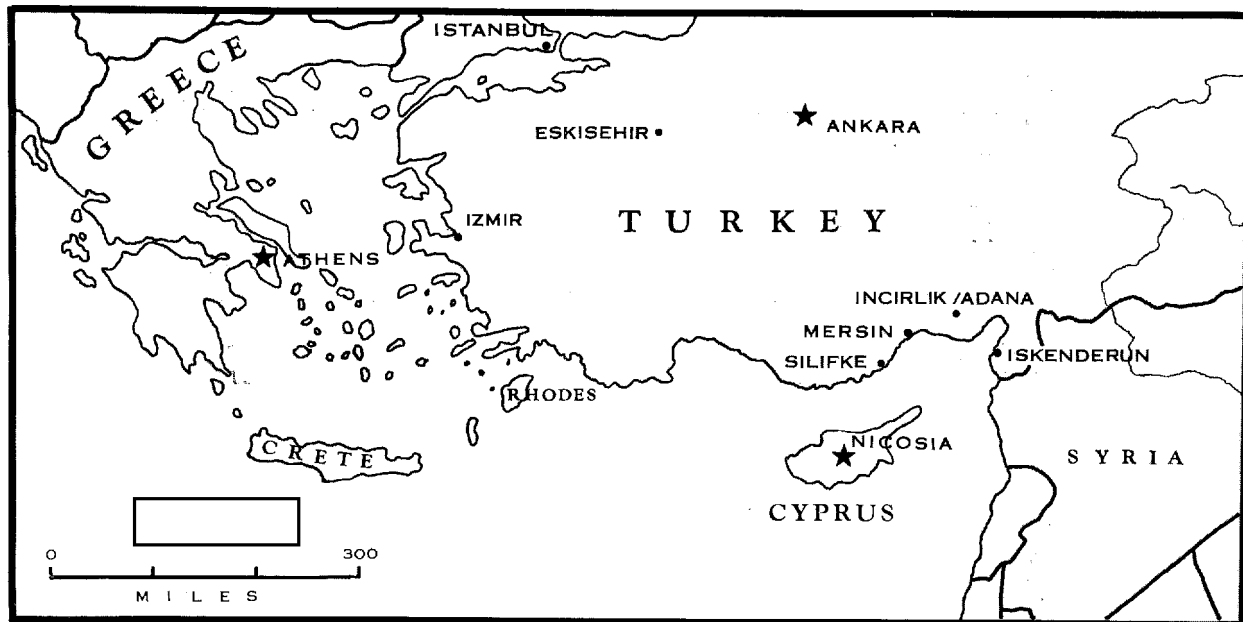 ISTANBUL
GREECE
ESKISEHIR
ANKARA
TURKEY
IZMIR
ATHENS
INCIRLIK /ADANA
MERSIN
SILIFKE
ISKENDERUN
RHODES
CRETE
NICOSIA
SYRIA
CYPRUS
0 300
MILES